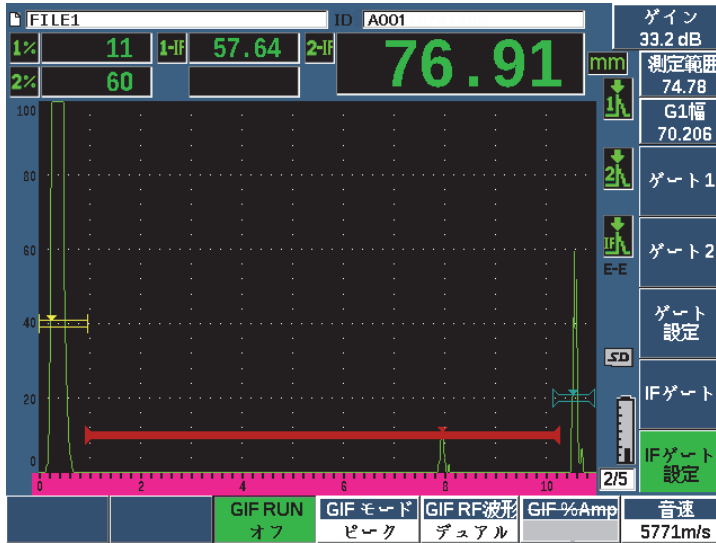 FILE1 ID A001
ゲイン
33.2 dB
1% 11 1-IF 57.64 2-IF 76.91 mm
2% 60
測定範囲
74.78
G1幅
70.206
ゲート1
ゲート2
ゲート
設定
IFゲート
IFゲート
設定
1
2
IF
E-E
SD
2/5
100
80
60
40
20
0
0 2 4 6 8 10
GIF RUN
オフ
GIF モード
ピーク
GIF RF波形
デュアル
GIF %Amp
音速
5771m/s